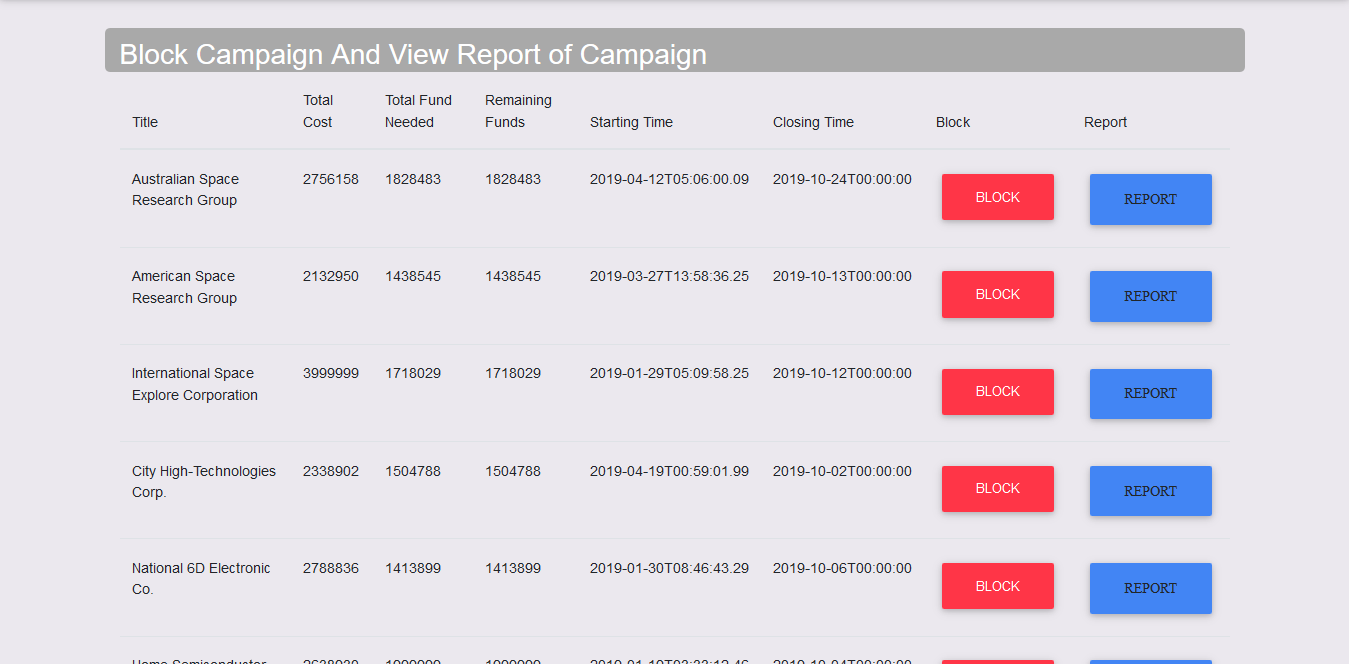 Block Campaign And View Report of Campaign
Total Total Fund Remaining
Title Cost Needed Funds Starting Time Closing Time Block Report
Australian Space 2756158 1828483 1828483 2019-04-12T05:06:00.09 2019-10-24T00:00:00
Research Group BLOCK REPORT
American Space 2132950 1438545 1438545 2019-03-27T13:58:36.25 2019-10-13T00:00:00
Research Group BLOCK REPORT
International Space 3999999 1718029 1718029 2019-01-29T05:09:58.25 2019-10-12T00:00:00
Explore Corporation BLOCK REPORT
City High-Technologies 2338902 1504788 1504788 2019-04-19T00:59:01.99 2019-10-02T00:00:00
Corp. BLOCK REPORT
National 6D Electronic 2788836 1413899 1413899 2019-01-30T08:46:43.29 2019-10-06T00:00:00
Co. BLOCK REPORT
Home Semiconductor